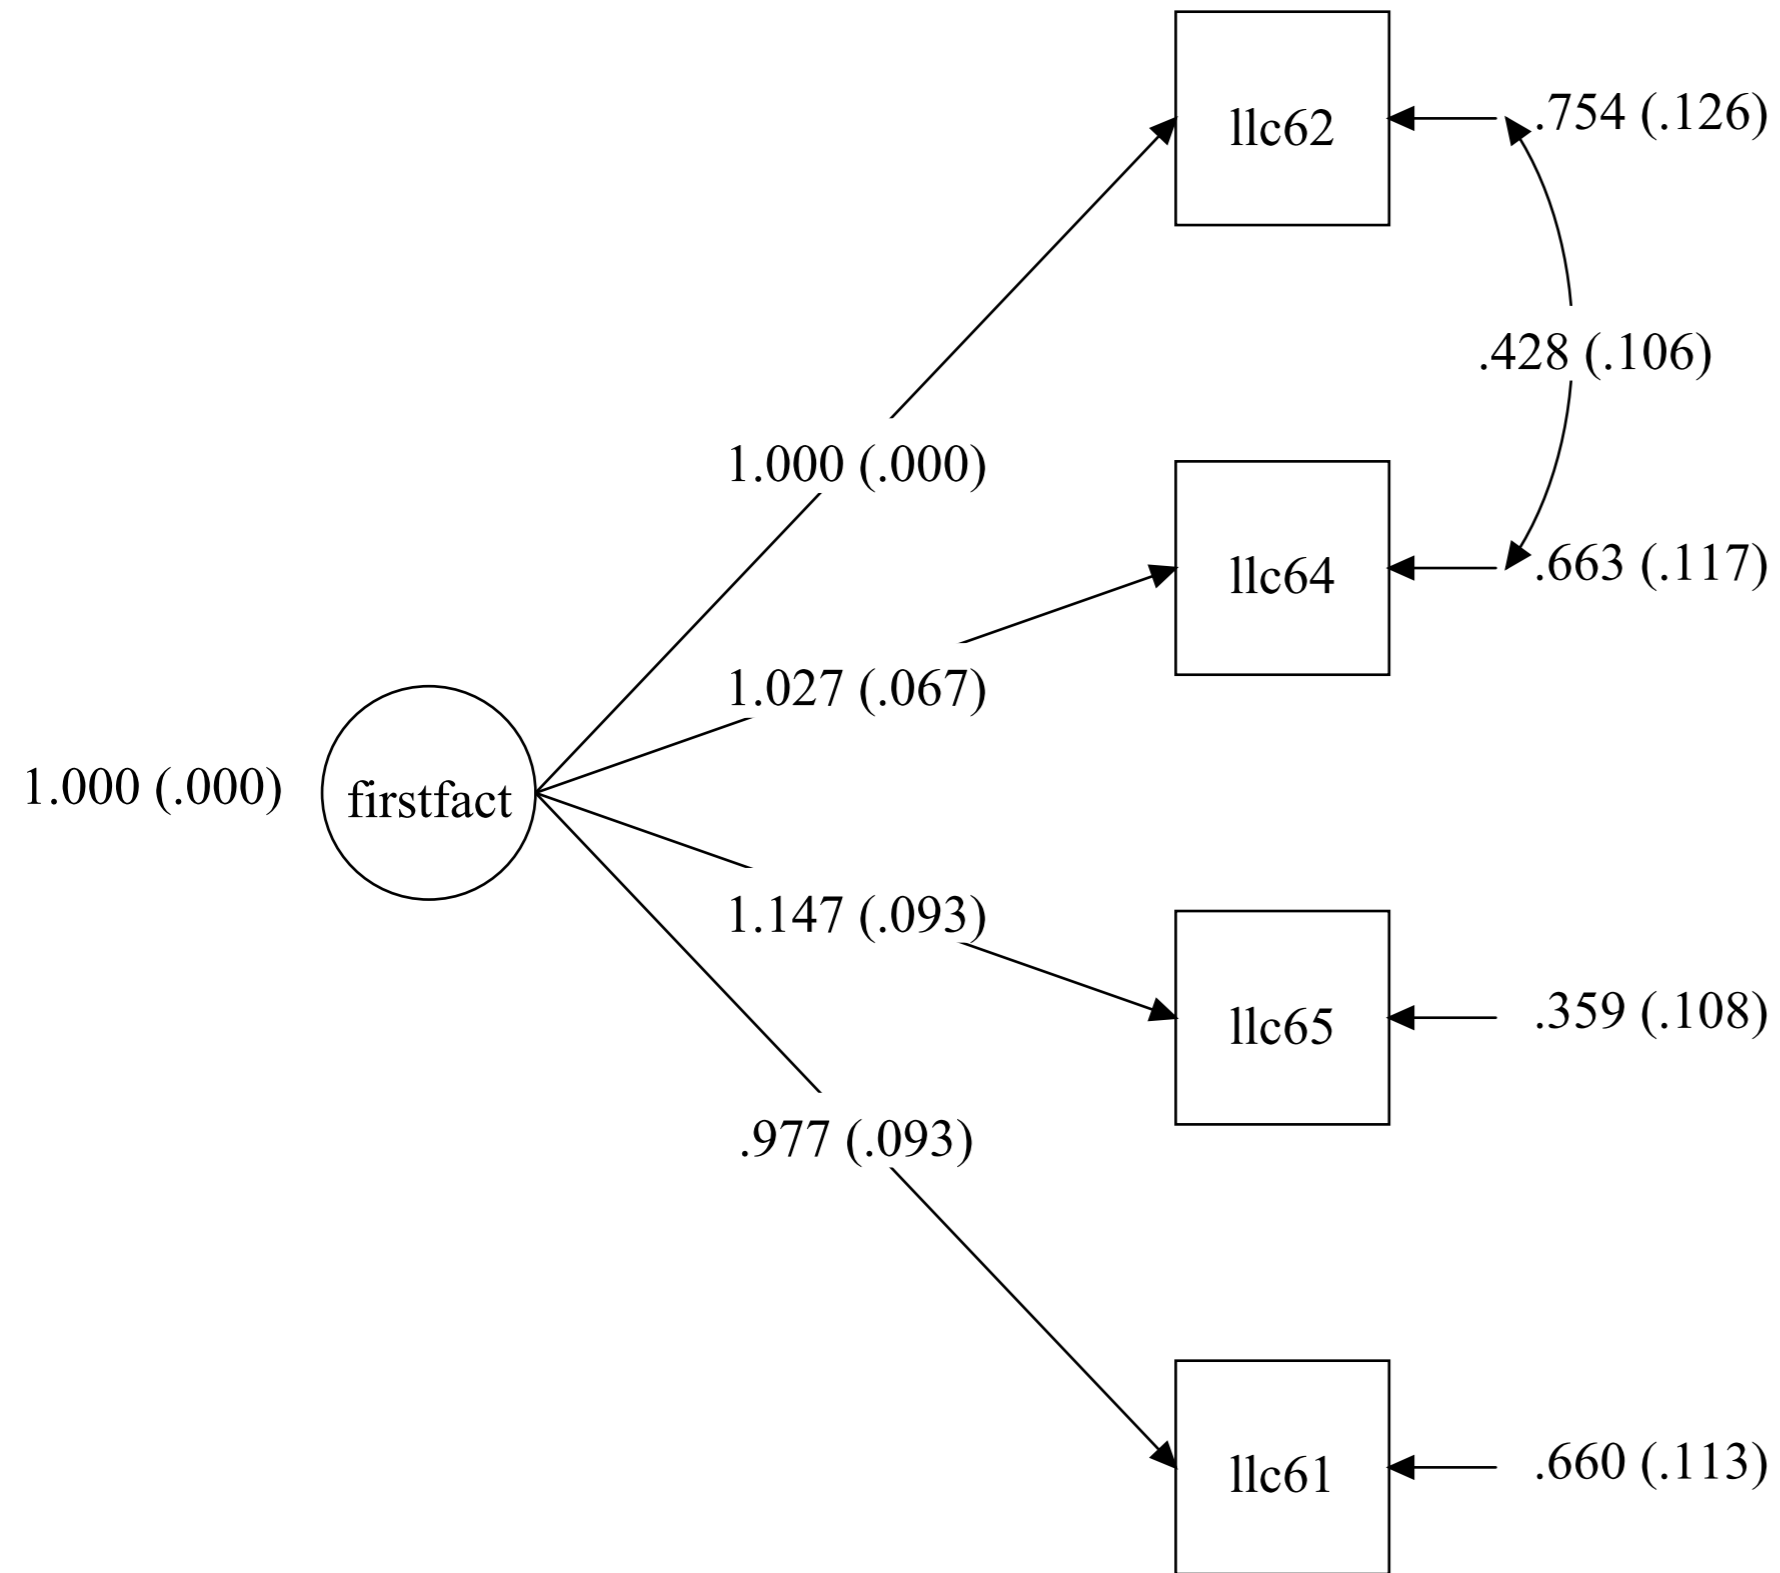 llc62
.754 (.126)
.428 (.106)
1.000 (.000)
llc64
.663 (.117)
1.027 (.067)
1.000 (.000)
firstfact
1.147 (.093)
llc65
.359 (.108)
.977 (.093)
llc61
.660 (.113)